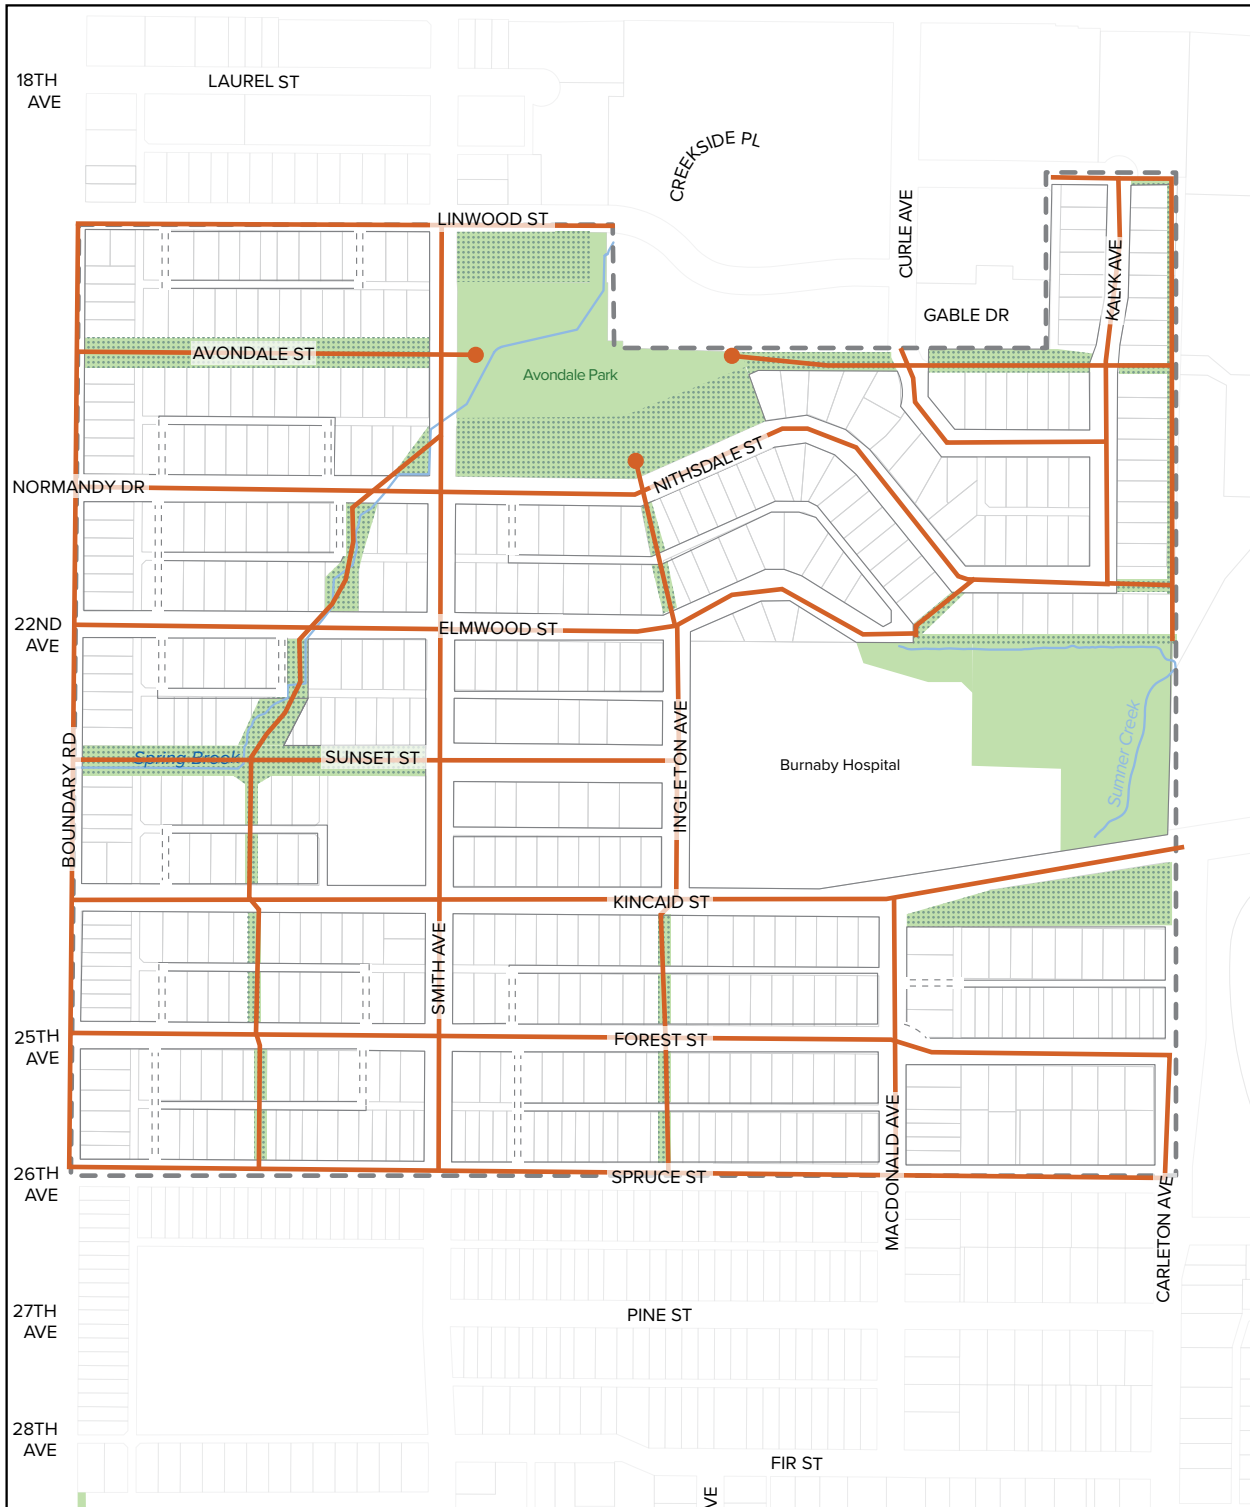 18TH
AVE
LAUREL ST
CREEKSIDE PL
CURLE AVE
LINWOOD ST
KALYK AVE
GABLE DR
AVONDALE ST
Avondale Park
NITHSDALE ST
NORMANDY DR
22ND
AVE
ELMWOOD ST
BOUNDARY RD
Spring Brook
SUNSET ST
INGLETON AVE
Burnaby Hospital
Sumner Creek
KINCAID ST
SMITH AVE
25TH
AVE
FOREST ST
MACDONALD AVE
26TH
AVE
SPRUCE ST
CARLETON AVE
27TH
AVE
PINE ST
28TH
AVE
FIR ST
VE